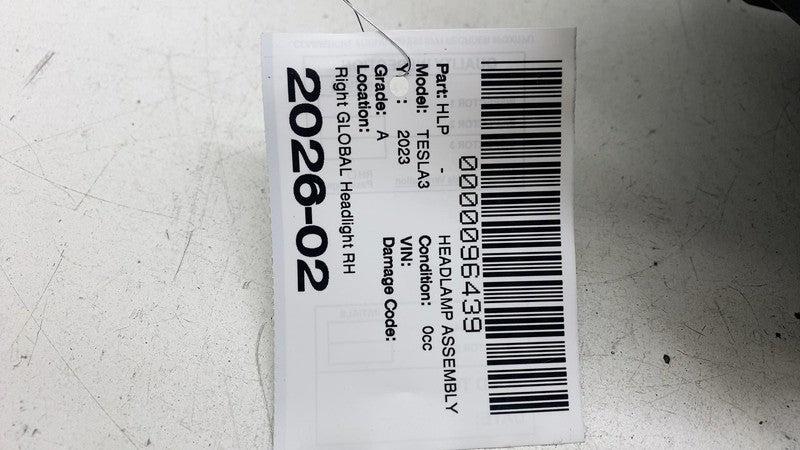 0000096439
Part: HLP - HEADLAMP ASSEMBLY
Model: TESLA3 Condition: 0cc
Y : 2023 VIN:
Grade: A Damage Code:
Location:
Right GLOBAL Headlight RH
2026-02